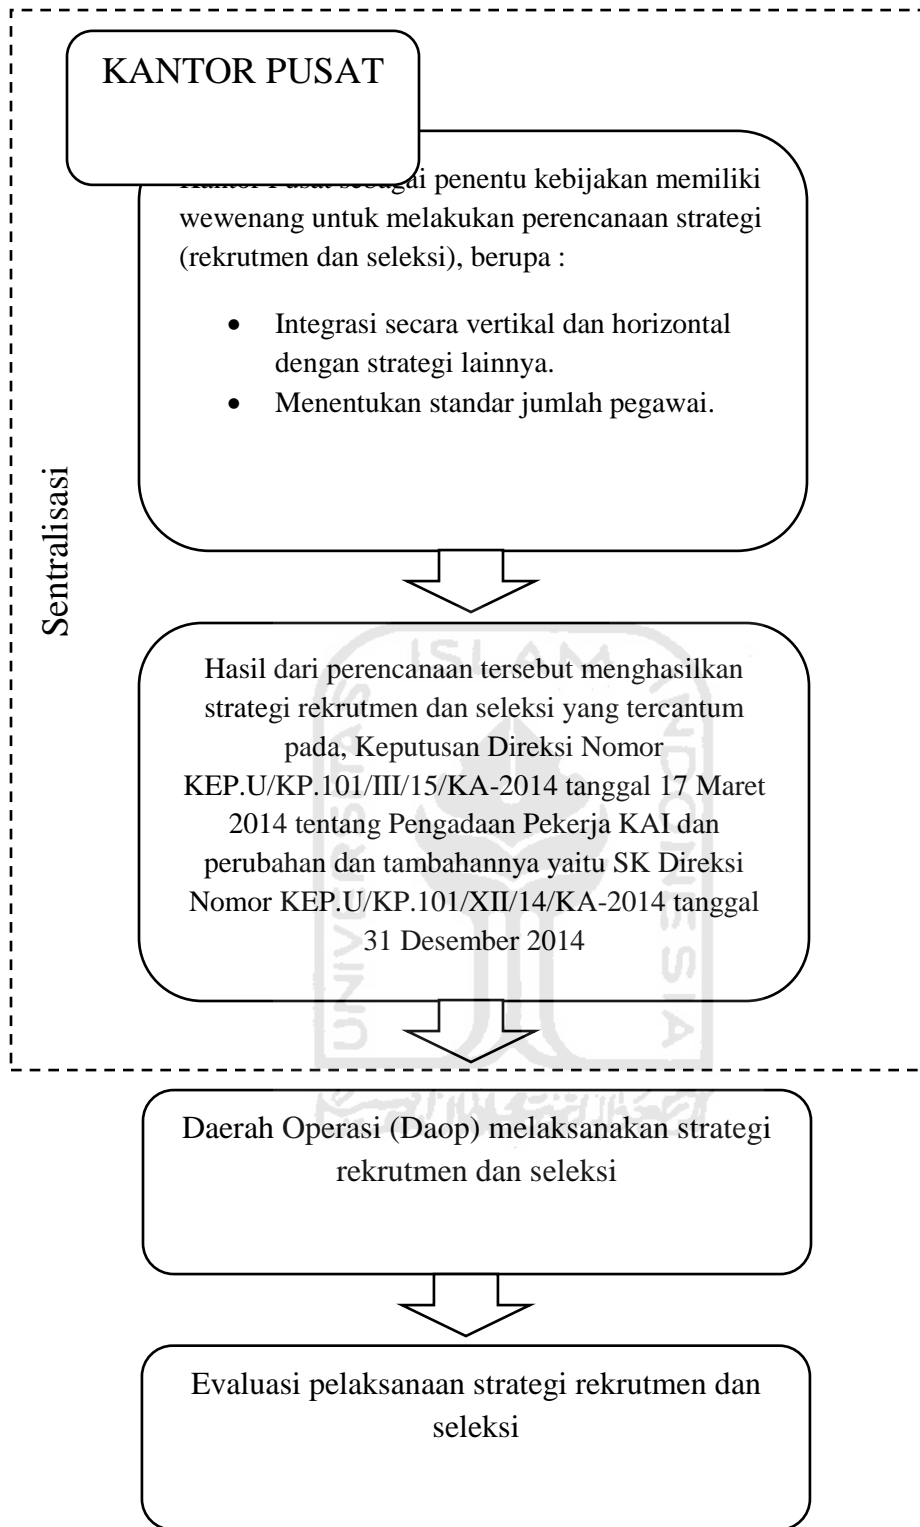 KANTOR PUSAT
Kantor Pusat sebagai penentu kebijakan memiliki
wewenang untuk melakukan perencanaan strategi
(rekrutmen dan seleksi), berupa :
• Integrasi secara vertikal dan horizontal
dengan strategi lainnya.
• Menentukan standar jumlah pegawai.
Sentralisasi
Hasil dari perencanaan tersebut menghasilkan
strategi rekrutmen dan seleksi yang tercantum
pada, Keputusan Direksi Nomor
KEP.U/KP.101/III/15/KA-2014 tanggal 17 Maret
2014 tentang Pengadaan Pekerja KAI dan
perubahan dan tambahannya yaitu SK Direksi
Nomor KEP.U/KP.101/XII/14/KA-2014 tanggal
31 Desember 2014
UNIVERSITAS
ISLAM
INDONESIA
Daerah Operasi (Daop) melaksanakan strategi
rekrutmen dan seleksi
Evaluasi pelaksanaan strategi rekrutmen dan
seleksi